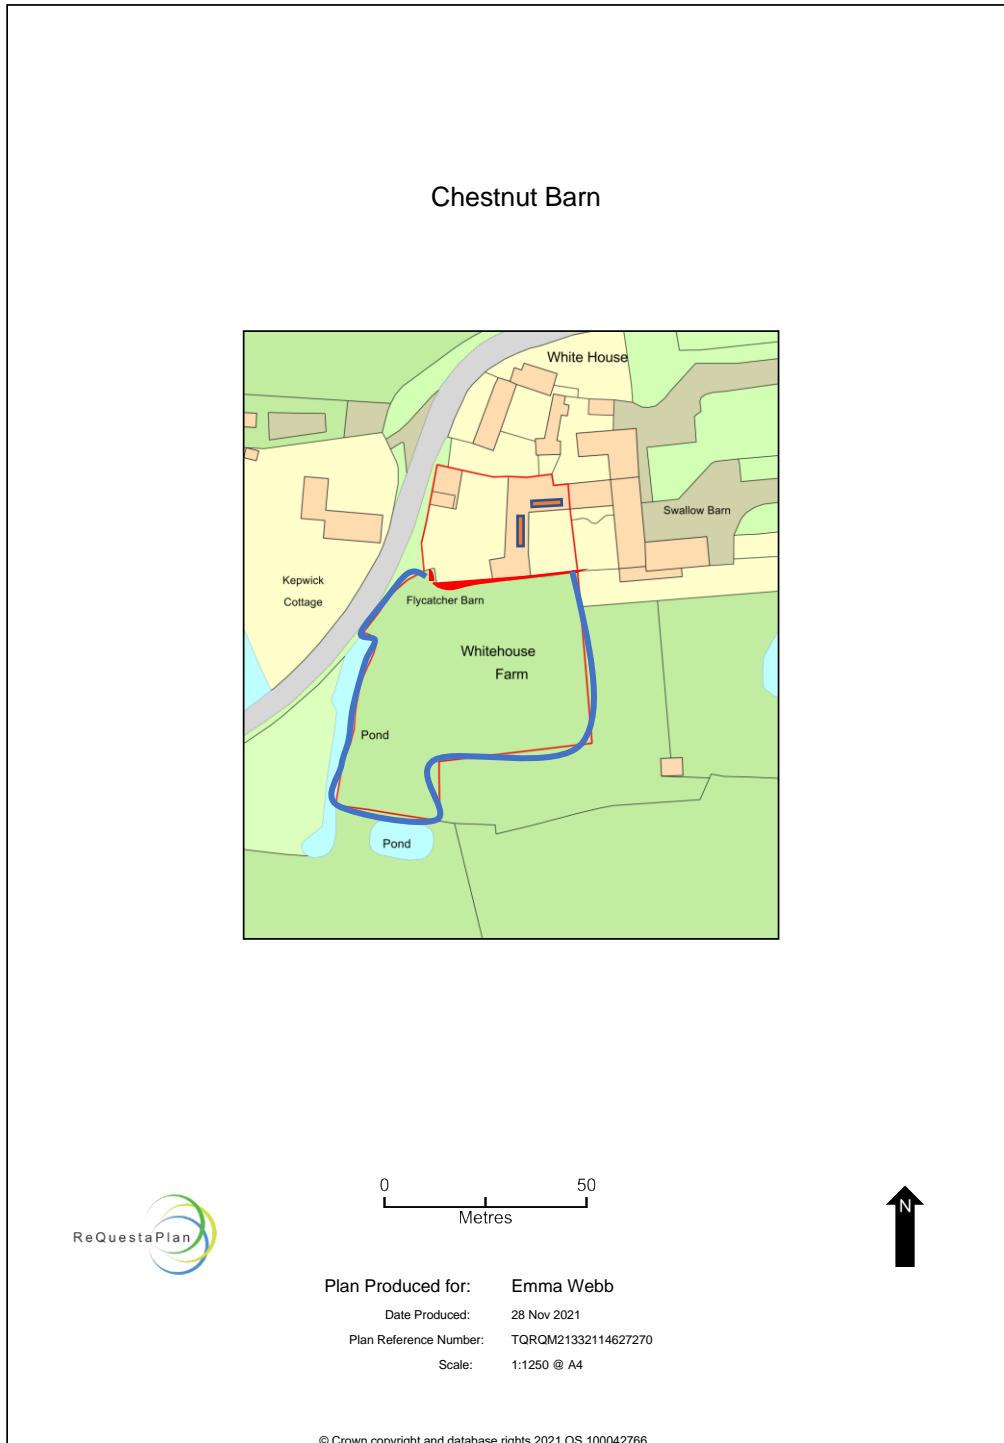 Chestnut Barn
White House
Swallow Barn
Kepwick
Cottage
Flycatcher Barn
Whitehouse
Farm
Pond
Pond
0 50
Metres
N
ReQuestaPlan
Plan Produced for: Emma Webb
Date Produced: 28 Nov 2021
Plan Reference Number: TQRQM21332114627270
Scale: 1:1250 @ A4
© Crown copyright and database rights 2021 OS 100042766